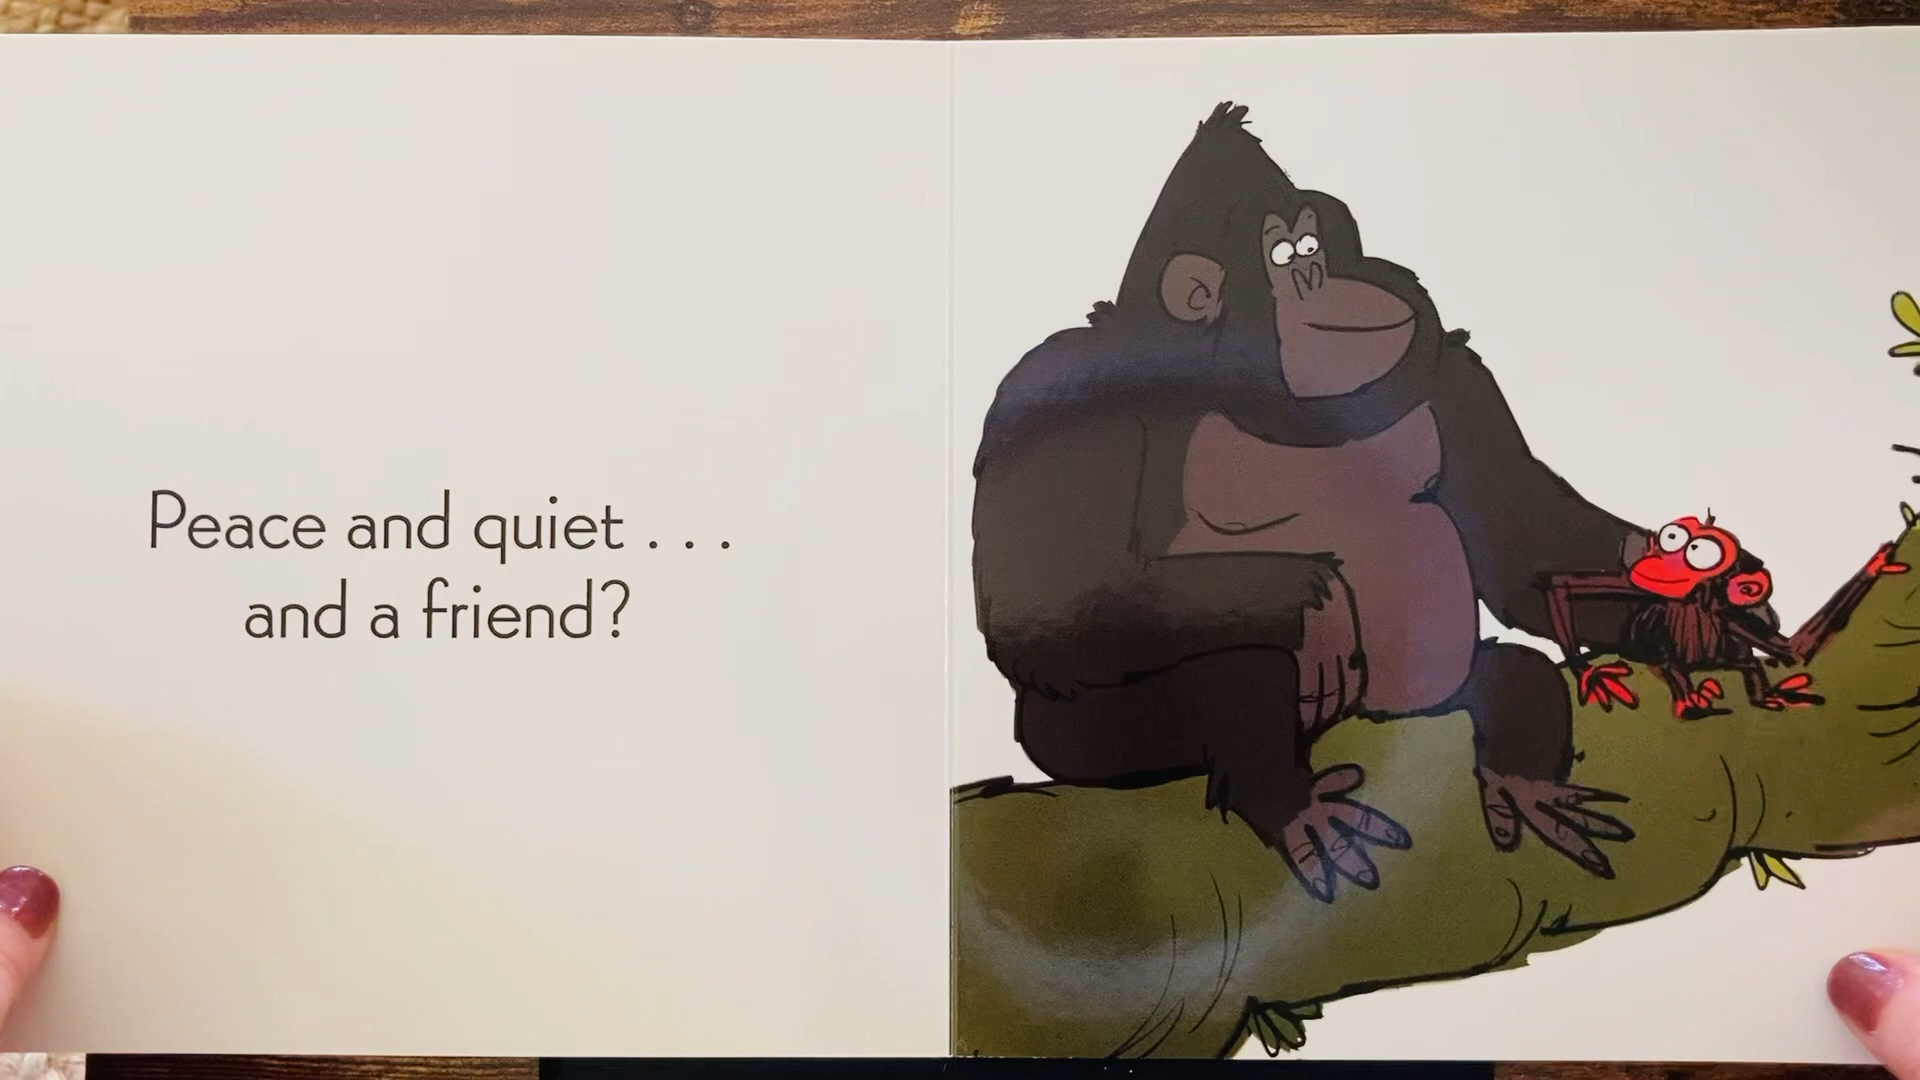 Peace and quiet . . .
and a friend?